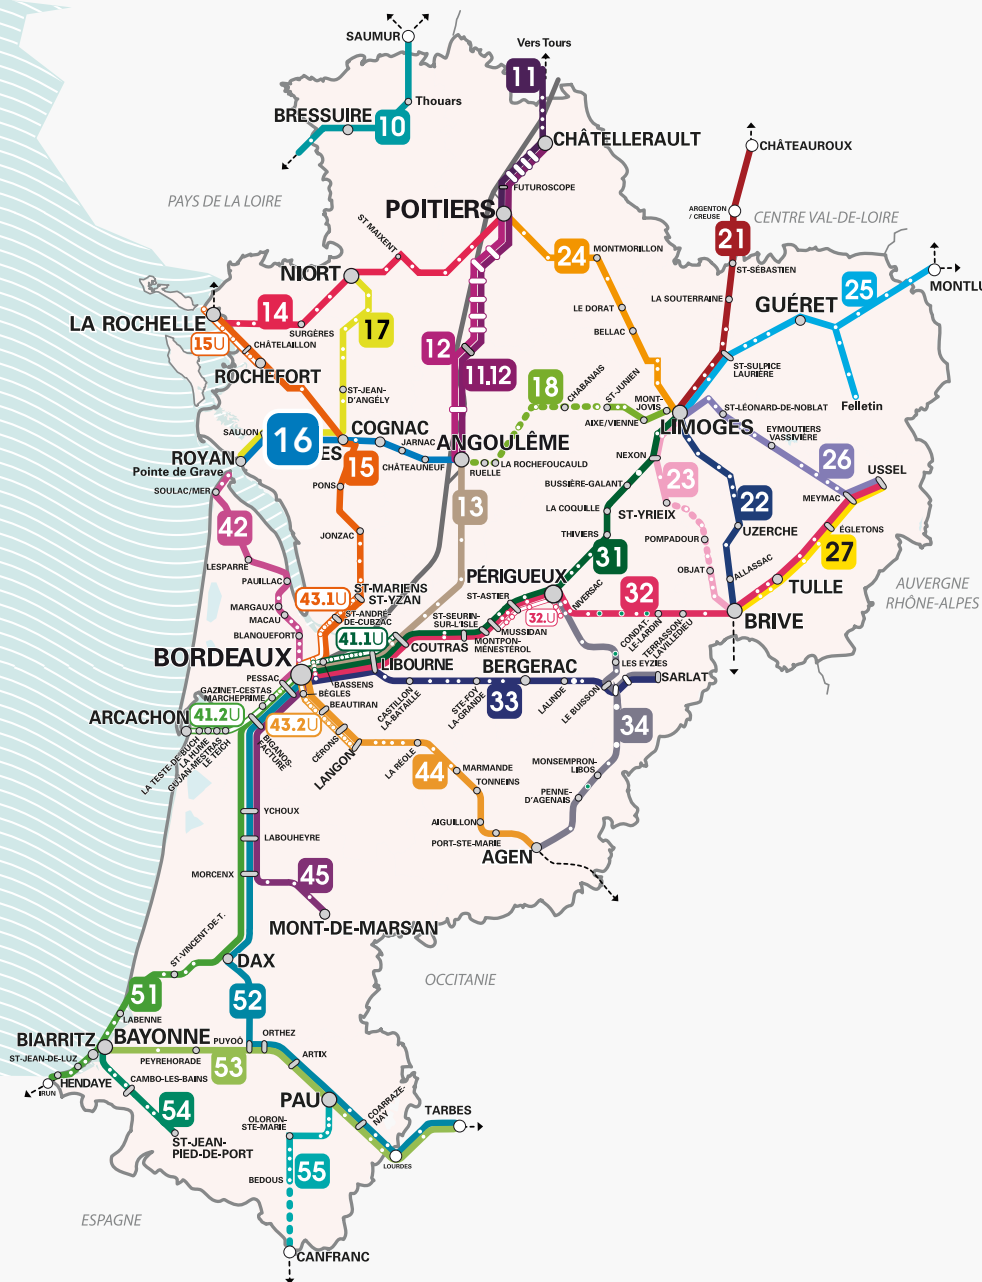 SAUMUR
Vers Tours
11
Thouars
BRESSUIRE
10
CHÂTELLERAULT
CHÂTEAUROUX
FUTUROSCOPE
PAYS DE LA LOIRE
POITIERS
ARGENTON
/ CREUSE
CENTRE VAL-DE-LOIRE
21
ST MAIXENT
24
MONTMORILLON
ST-SÉBASTIEN
NIORT
25
MONTLU
LA SOUTERRAINE
GUÉRET
14
LA ROCHELLE
17
LE DORAT
SURGÈRES
15U
CHÂTELAILLON
BELLAC
12
11.12
ROCHEFORT
ST-SULPICE
LAURIÈRE
18
CHABANAIS
ST-JUNIEN
ST-JEAN-
D'ANGÉLY
MONT-
JOVIS
Felletin
ST-LÉONARD-DE-NOBLAT
AIXE/VIENNE
LIMOGES
SAUJON
16
ES
COGNAC
JARNAC
ANGOULÊME
EYMOUTIERS
VASSIVIÈRE
ROYAN
Pointe de Grave
15
CHÂTEAUNEUF
RUELLE
LA ROCHEFOUCAULD
NEXON
26
USSEL
SOULAC/MER
PONS
BUSSIÈRE-GALANT
23
MEYMAC
13
LA COQUILLE
ST-YRIEIX
22
42
UZERCHE
ÉGLETONS
JONZAC
THIVIERS
POMPADOUR
27
31
LESPARRE
OBJAT
ALLASSAC
PAUILLAC
PÉRIGUEUX
TULLE
AUVERGNE
RHÔNE-ALPES
ST-MARIENS
ST-YZAN
43.1U
ST-ASTIER
NIVERSAC
32
MARGAUX
MACAU
ST-ANDRÉ-
DE-CUBZAC
ST-SEURIN-
SUR-L'ISLE
32.U
BRIVE
41.1U
MUSSIDAN
MONTPON-
MÉNESTÉROL
CONDAT-
LE-LARDIN
TERRASSON-
LAVILLEDIEU
BLANQUEFORT
COUTRAS
BORDEAUX
LIBOURNE
BERGERAC
LES EYZIES
PESSAC
BASSENS
SARLAT
GAZINET-CESTAS
MARCHEPRIME
BÈGLES
BEAUTIRAN
CASTILLON
LA-BATAILLE
STE-FOY
LA-GRANDE
33
LALINDE
LE BUISSON
ARCACHON
41.2U
43.2U
34
LA TESTE-DE-BUCH
LA HUME
GUJAN-MESTRAS
LE TEICH
BIGANOS-
FACTURE
CÉRONS
LANGON
LA RÉOLE
44
MARMANDE
MONSEMPRON-
LIBOS
TONNEINS
PENNE-
D'AGENAIS
YCHOUX
AIGUILLON
LABOUHEYRE
PORT-STE-MARIE
AGEN
MORCENX
45
ST-VINCENT-DE-T.
MONT-DE-MARSAN
DAX
OCCITANIE
51
52
LABENNE
BIARRITZ
BAYONNE
PUYOÔ
ORTHEZ
ST-JEAN-DE-LUZ
PEYREHORADE
53
ARTIX
HENDAYE
IRUN
CAMBO-LES-BAINS
54
PAU
COARRAZE-
NAY
TARBES
OLORON-
STE-MARIE
ST-JEAN-
PIED-DE-PORT
LOURDES
BEDOUS
55
ESPAGNE
CANFRANC